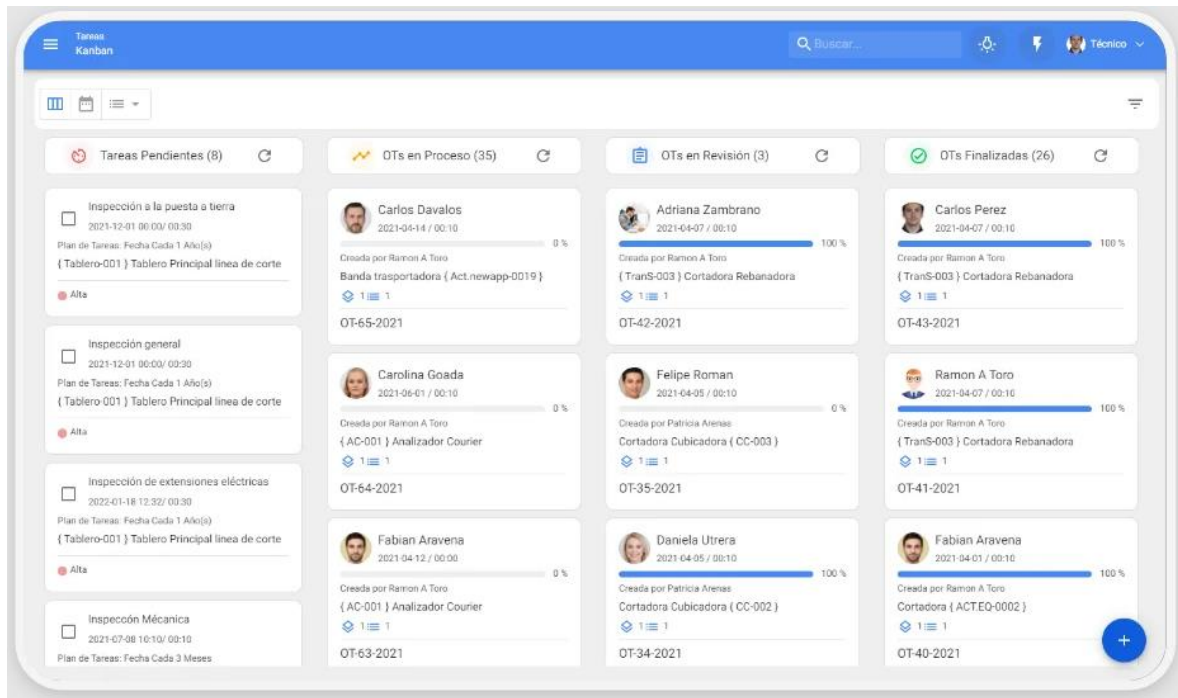 Tareas
Kanban
Buscar...
Técnico
Tareas Pendientes (8)
OTs en Proceso (35)
OTs en Revisión (3)
OTs Finalizadas (26)
Inspección a la puesta a tierra
2021-12-01 00:00/ 00:30
Plan de Tareas: Fecha Cada 1 Año(s)
{ Tablero-001 } Tablero Principal linea de corte
Alta
Inspección general
2021-12-01 00:00/ 00:30
Plan de Tareas: Fecha Cada 1 Año(s)
{ Tablero-001 } Tablero Principal linea de corte
Alta
Inspección de extensiones eléctricas
2022-01-18 12:32/ 00:30
Plan de Tareas: Fecha Cada 1 Año(s)
{ Tablero-001 } Tablero Principal linea de corte
Alta
Inspeccón Mécanica
2021-07-08 10:10/ 00:10
Plan de Tareas: Fecha Cada 3 Meses
Carlos Davalos
2021-04-14 / 00:10
0 %
Creada por Ramon A Toro
Banda trasportadora { Act.newapp-0019 }
1 1
OT-65-2021
Carolina Goada
2021-06-01 / 00:10
0 %
Creada por Ramon A Toro
{ AC-001 } Analizador Courier
1 1
OT-64-2021
Fabian Aravena
2021-04-12 / 00:00
0 %
Creada por Ramon A Toro
{ AC-001 } Analizador Courier
1 1
OT-63-2021
Adriana Zambrano
2021-04-07 / 00:10
100 %
Creada por Ramon A Toro
{ TranS-003 } Cortadora Rebanadora
1 1
OT-42-2021
Felipe Roman
2021-04-05 / 00:10
0 %
Creada por Patricia Arenas
Cortadora Cubicadora { CC-003 }
1 1
OT-35-2021
Daniela Utrera
2021-04-05 / 00:10
100 %
Creada por Patricia Arenas
Cortadora Cubicadora { CC-002 }
1 1
OT-34-2021
Carlos Perez
2021-04-07 / 00:10
100 %
Creada por Ramon A Toro
{ TranS-003 } Cortadora Rebanadora
1 1
OT-43-2021
Ramon A Toro
2021-04-07 / 00:10
100 %
Creada por Ramon A Toro
{ TranS-003 } Cortadora Rebanadora
1 1
OT-41-2021
Fabian Aravena
2021-04-01 / 00:10
100 %
Creada por Ramon A Toro
Cortadora { ACT.EQ-0002 }
1 1
OT-40-2021